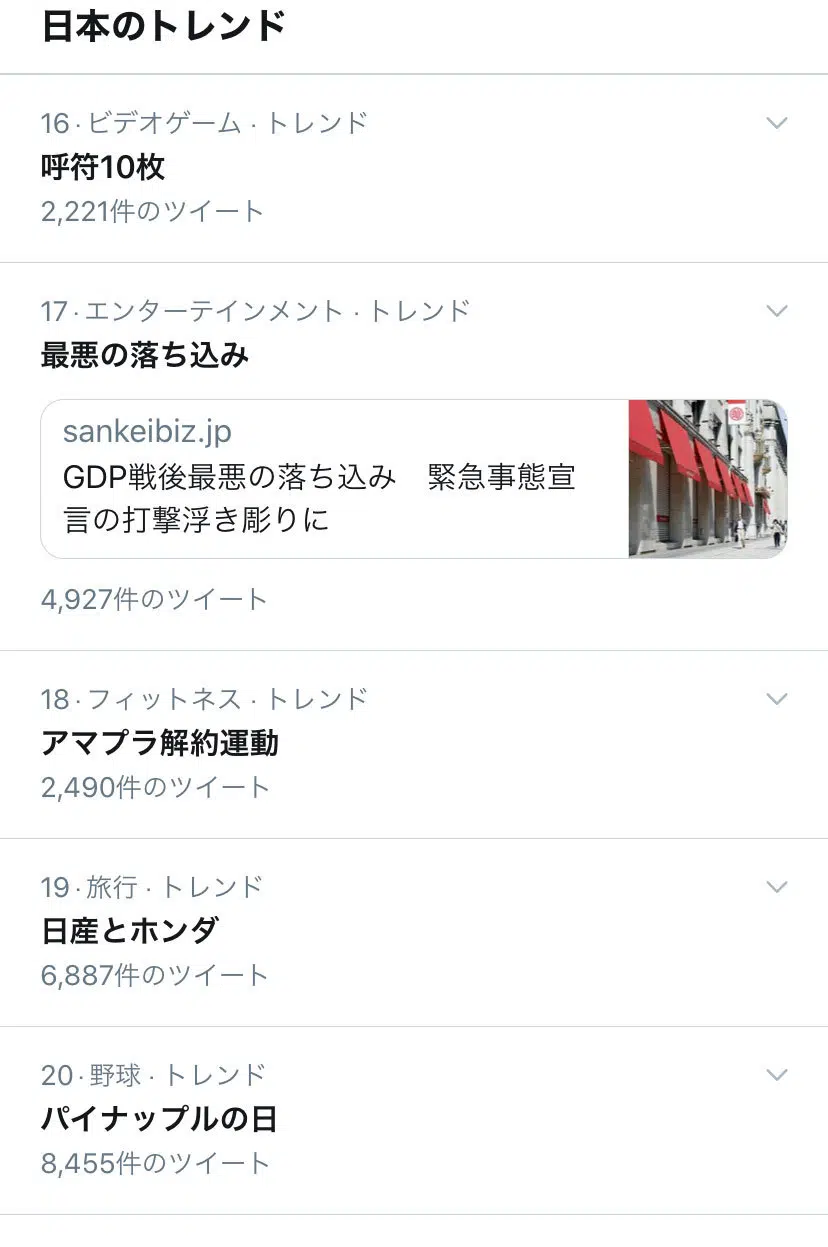 日本のトレンド
16 · ビデオゲーム · トレンド
呼符10枚
2,221件のツイート
17 · エンターテインメント · トレンド
最悪の落ち込み
sankeibiz.jp
GDP戦後最悪の落ち込み　緊急事態宣
言の打撃浮き彫りに
4,927件のツイート
18 · フィットネス · トレンド
アマプラ解約運動
2,490件のツイート
19 · 旅行 · トレンド
日産とホンダ
6,887件のツイート
20 · 野球 · トレンド
パイナップルの日
8,455件のツイート